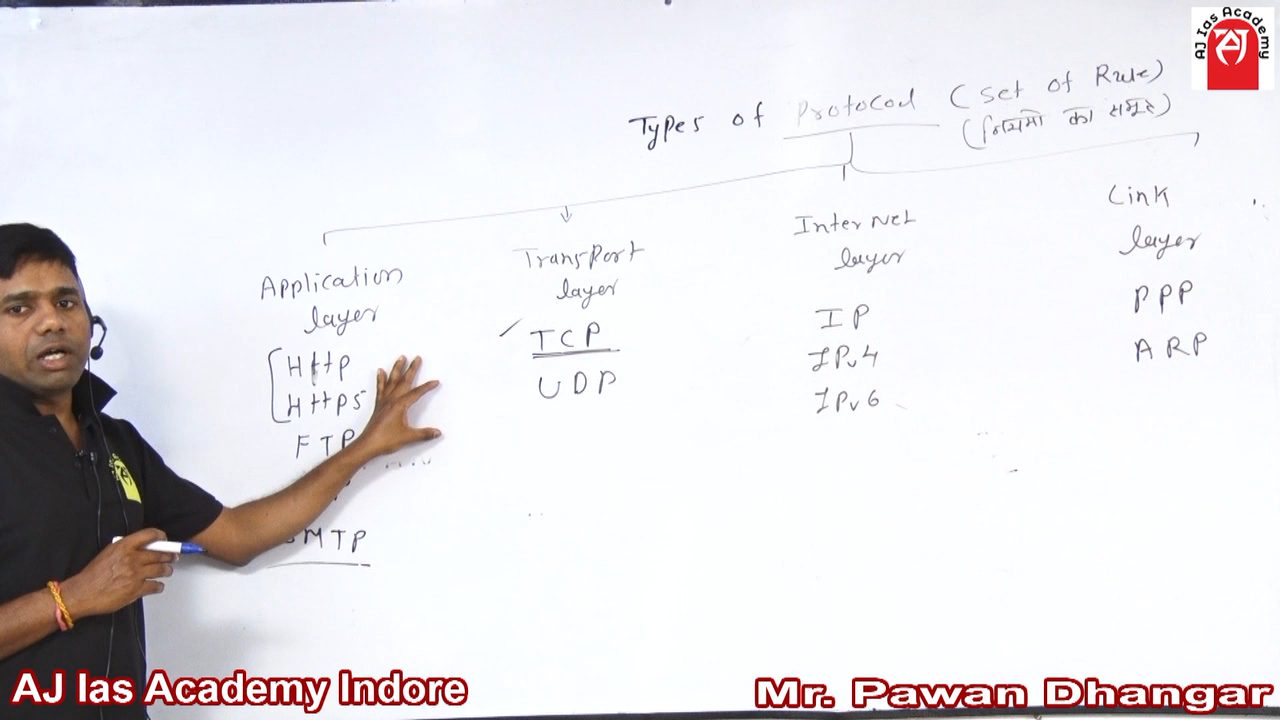 AJ Ias Academy
Types of Protocol (Set of Rule)
(नियमो का समूह)
Application layer
Http
Https
FTP
MTP
Transport layer
TCP
UDP
InterNet layer
IP
IPv4
IPv6
Link layer
PPP
ARP
AJ Ias Academy Indore
Mr. Pawan Dhangar